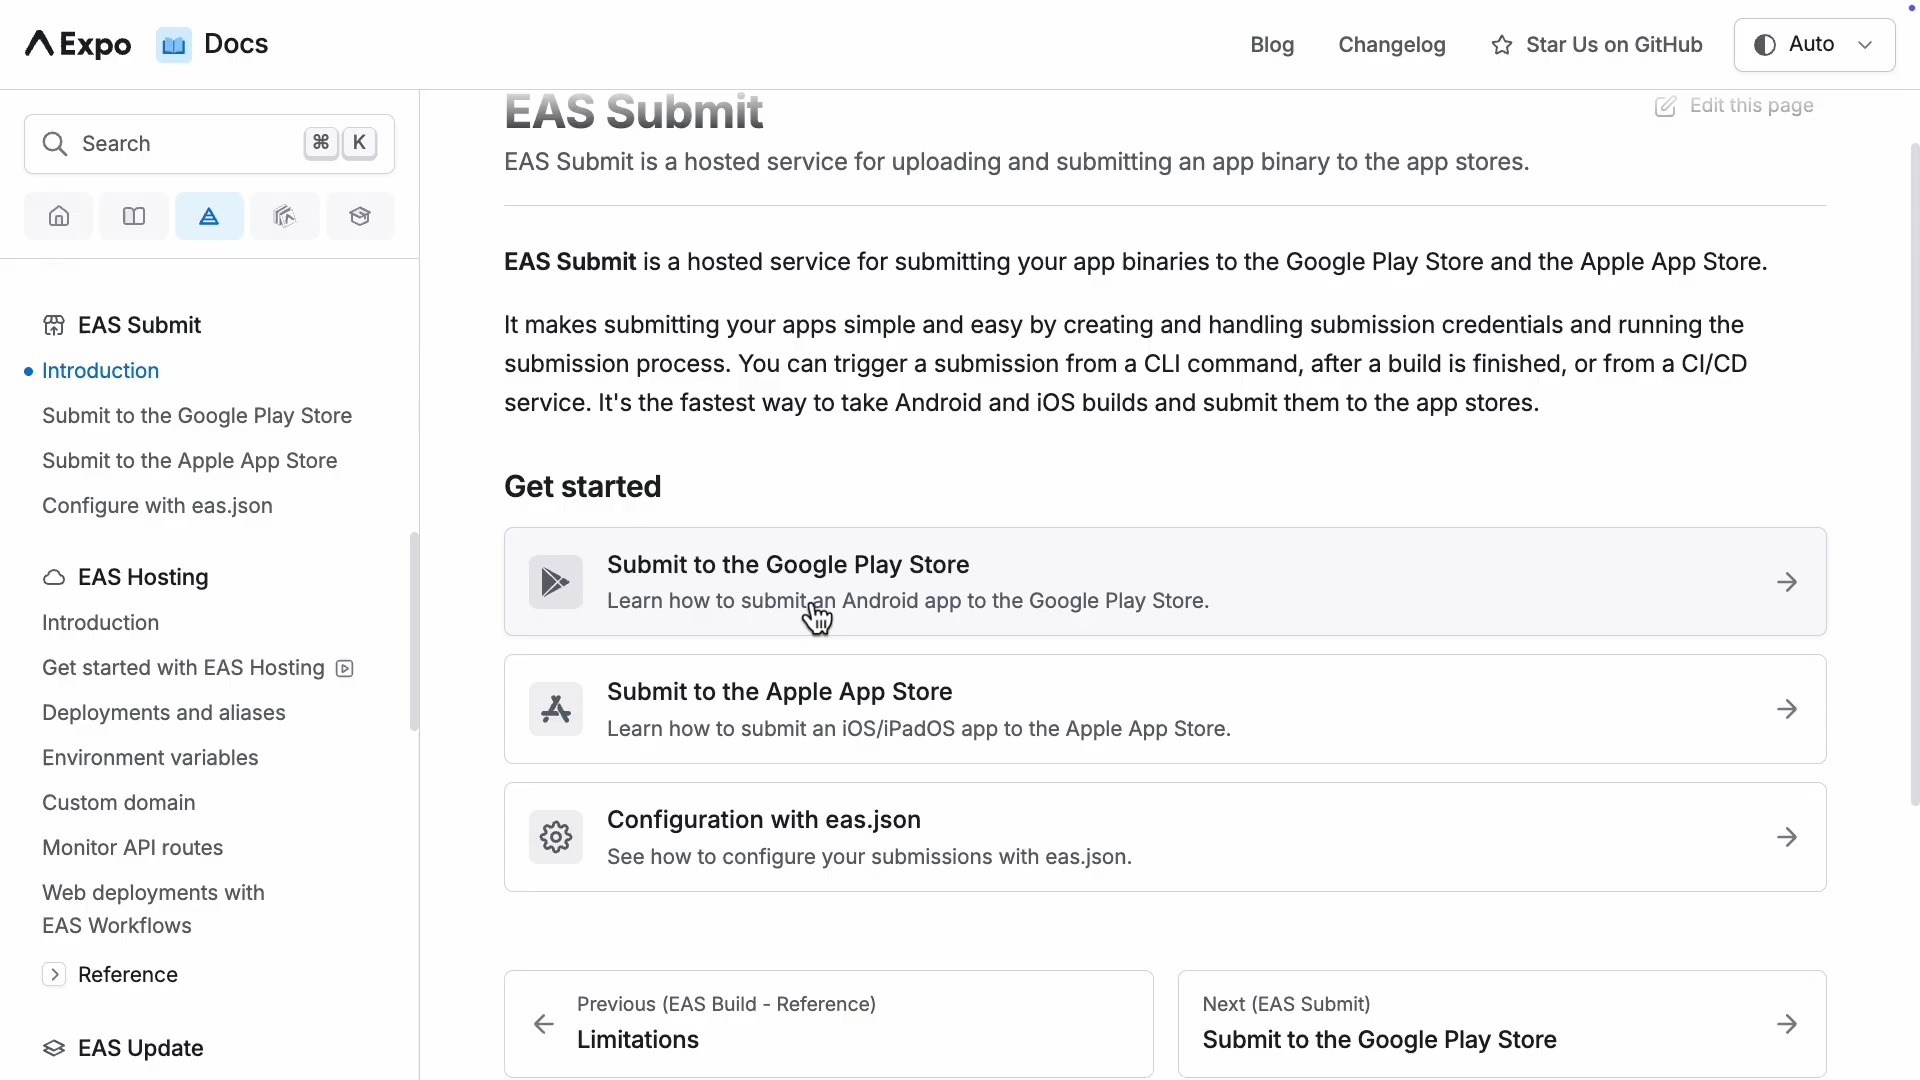 Expo Docs
Blog
Changelog
Star Us on GitHub
Auto
Search
⌘ K
EAS Submit
Introduction
Submit to the Google Play Store
Submit to the Apple App Store
Configure with eas.json
EAS Hosting
Introduction
Get started with EAS Hosting
Deployments and aliases
Environment variables
Custom domain
Monitor API routes
Web deployments with
EAS Workflows
Reference
EAS Update
EAS Submit
Edit this page
EAS Submit is a hosted service for uploading and submitting an app binary to the app stores.
EAS Submit is a hosted service for submitting your app binaries to the Google Play Store and the Apple App Store.
It makes submitting your apps simple and easy by creating and handling submission credentials and running the
submission process. You can trigger a submission from a CLI command, after a build is finished, or from a CI/CD
service. It's the fastest way to take Android and iOS builds and submit them to the app stores.
Get started
Submit to the Google Play Store
Learn how to submit an Android app to the Google Play Store.
Submit to the Apple App Store
Learn how to submit an iOS/iPadOS app to the Apple App Store.
Configuration with eas.json
See how to configure your submissions with eas.json.
Previous (EAS Build - Reference)
Limitations
Next (EAS Submit)
Submit to the Google Play Store